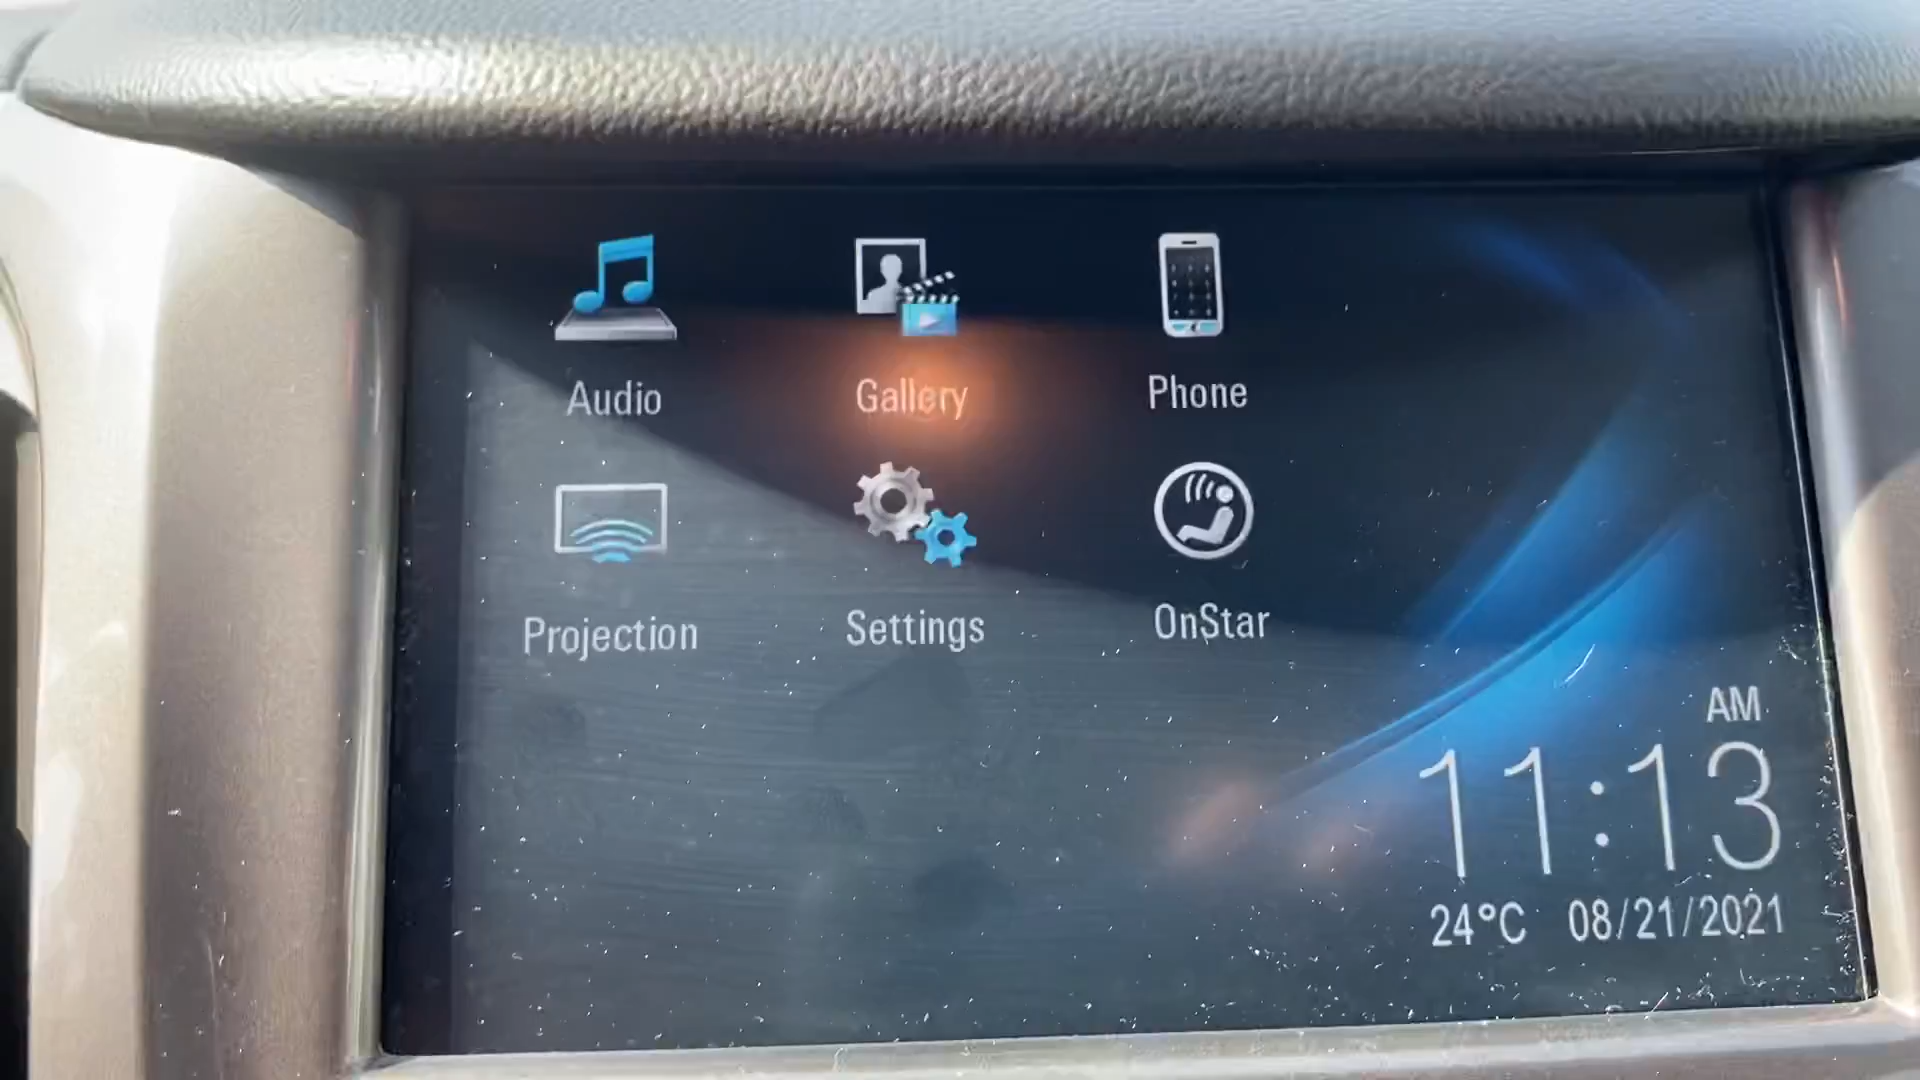 Audio
Gallery
Phone
Projection
Settings
OnStar
AM
11:13
24°C 08/21/2021